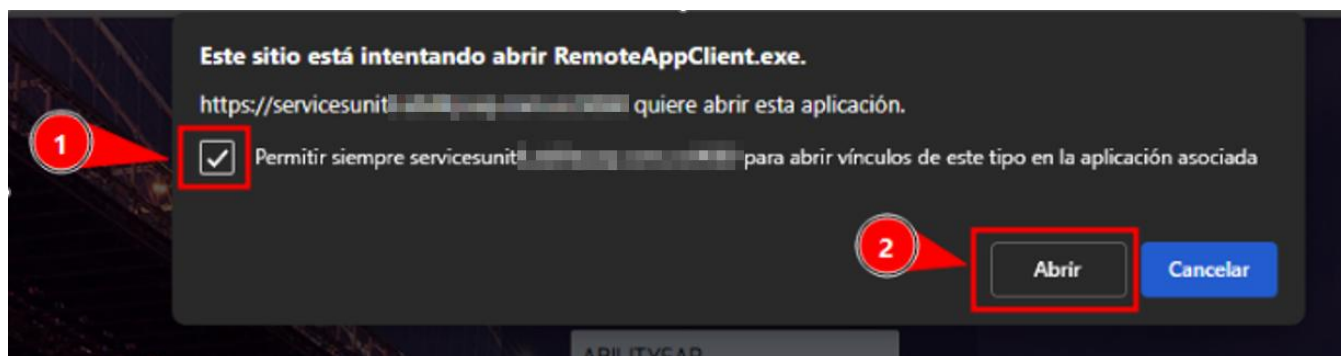 Este sitio está intentando abrir RemoteAppClient.exe.
https://servicesunit quiere abrir esta aplicación.
1
Permitir siempre servicesunit para abrir vínculos de este tipo en la aplicación asociada
2
Abrir
Cancelar